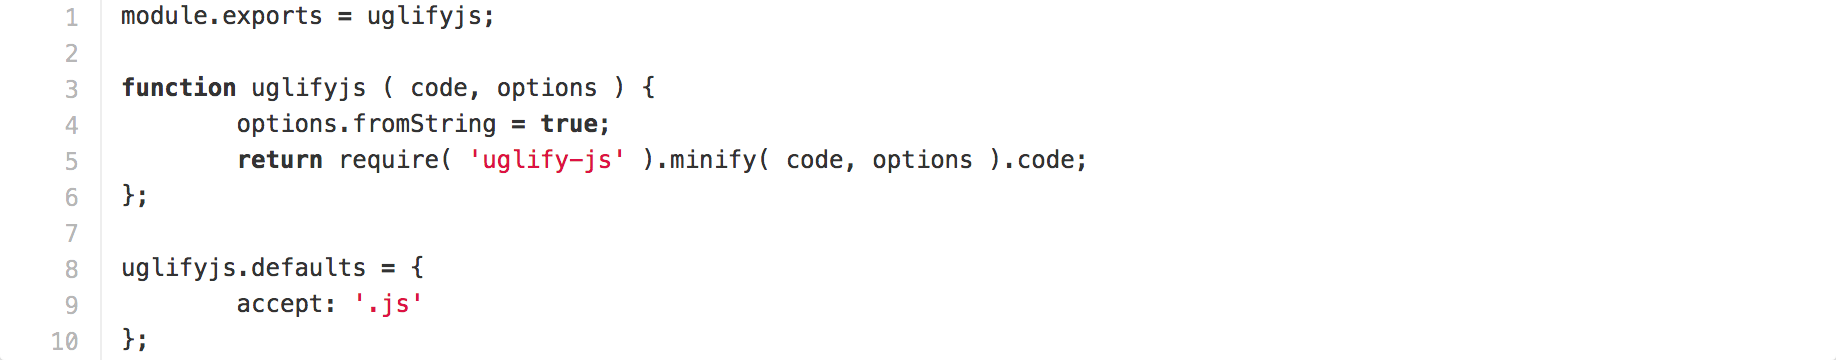 1 module.exports = uglifyjs;
2
3 function uglifyjs ( code, options ) {
4 options.fromString = true;
5 return require( 'uglify-js' ).minify( code, options ).code;
6 };
7
8 uglifyjs.defaults = {
9 accept: '.js'
10 };